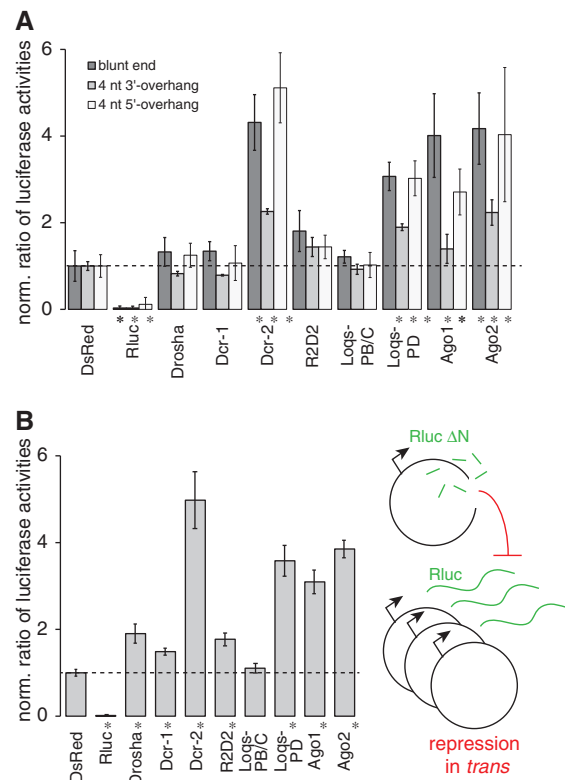 A
norm. ratio of luciferase activities
6
4
2
0
blunt end
4 nt 3'-overhang
4 nt 5'-overhang
DsRed
Rluc
Drosha
Dcr-1
Dcr-2
R2D2
Loqs-
PB/C
Loqs-
PD
Ago1
Ago2
* * *
* * *
* *
* *
* * *
B
norm. ratio of luciferase activities
6
4
2
0
DsRed
Rluc *
Drosha *
Dcr-1 *
Dcr-2 *
R2D2 *
Loqs-
PB/C
Loqs-
PD *
Ago1 *
Ago2 *
Rluc ΔN
Rluc
repression
in trans